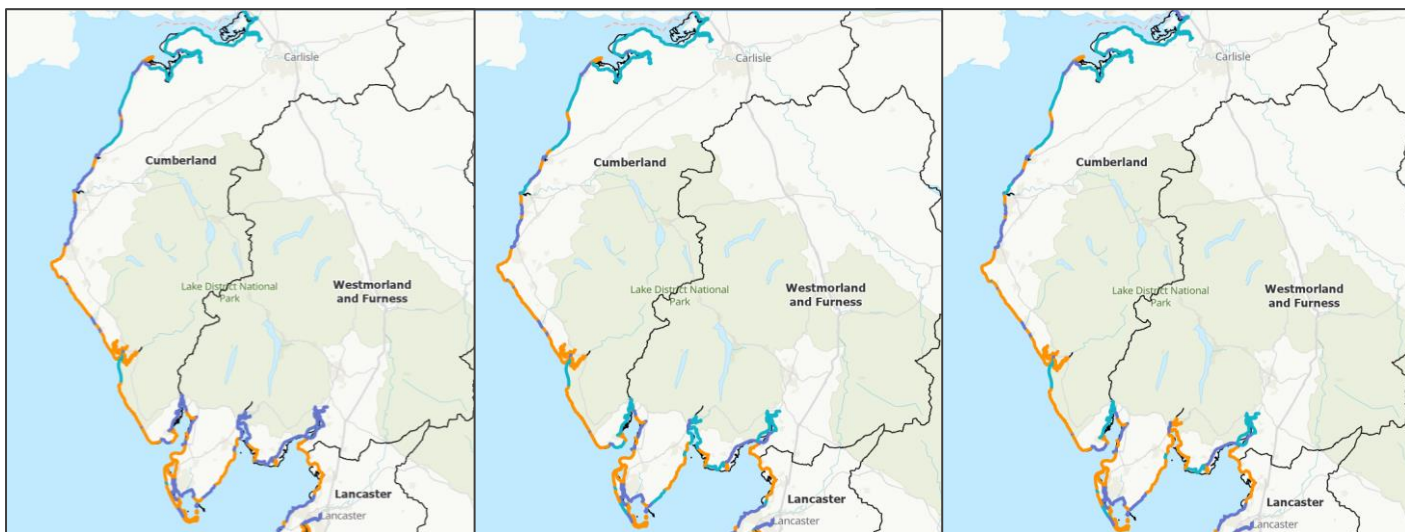 Carlisle
Cumberland
Lake District National
Park
Westmorland
and Furness
Lancaster
Lancaster
Carlisle
Cumberland
Lake District National
Park
Westmorland
and Furness
Lancaster
Lancaster
Carlisle
Cumberland
Lake District National
Park
Westmorland
and Furness
Lancaster
Lancaster